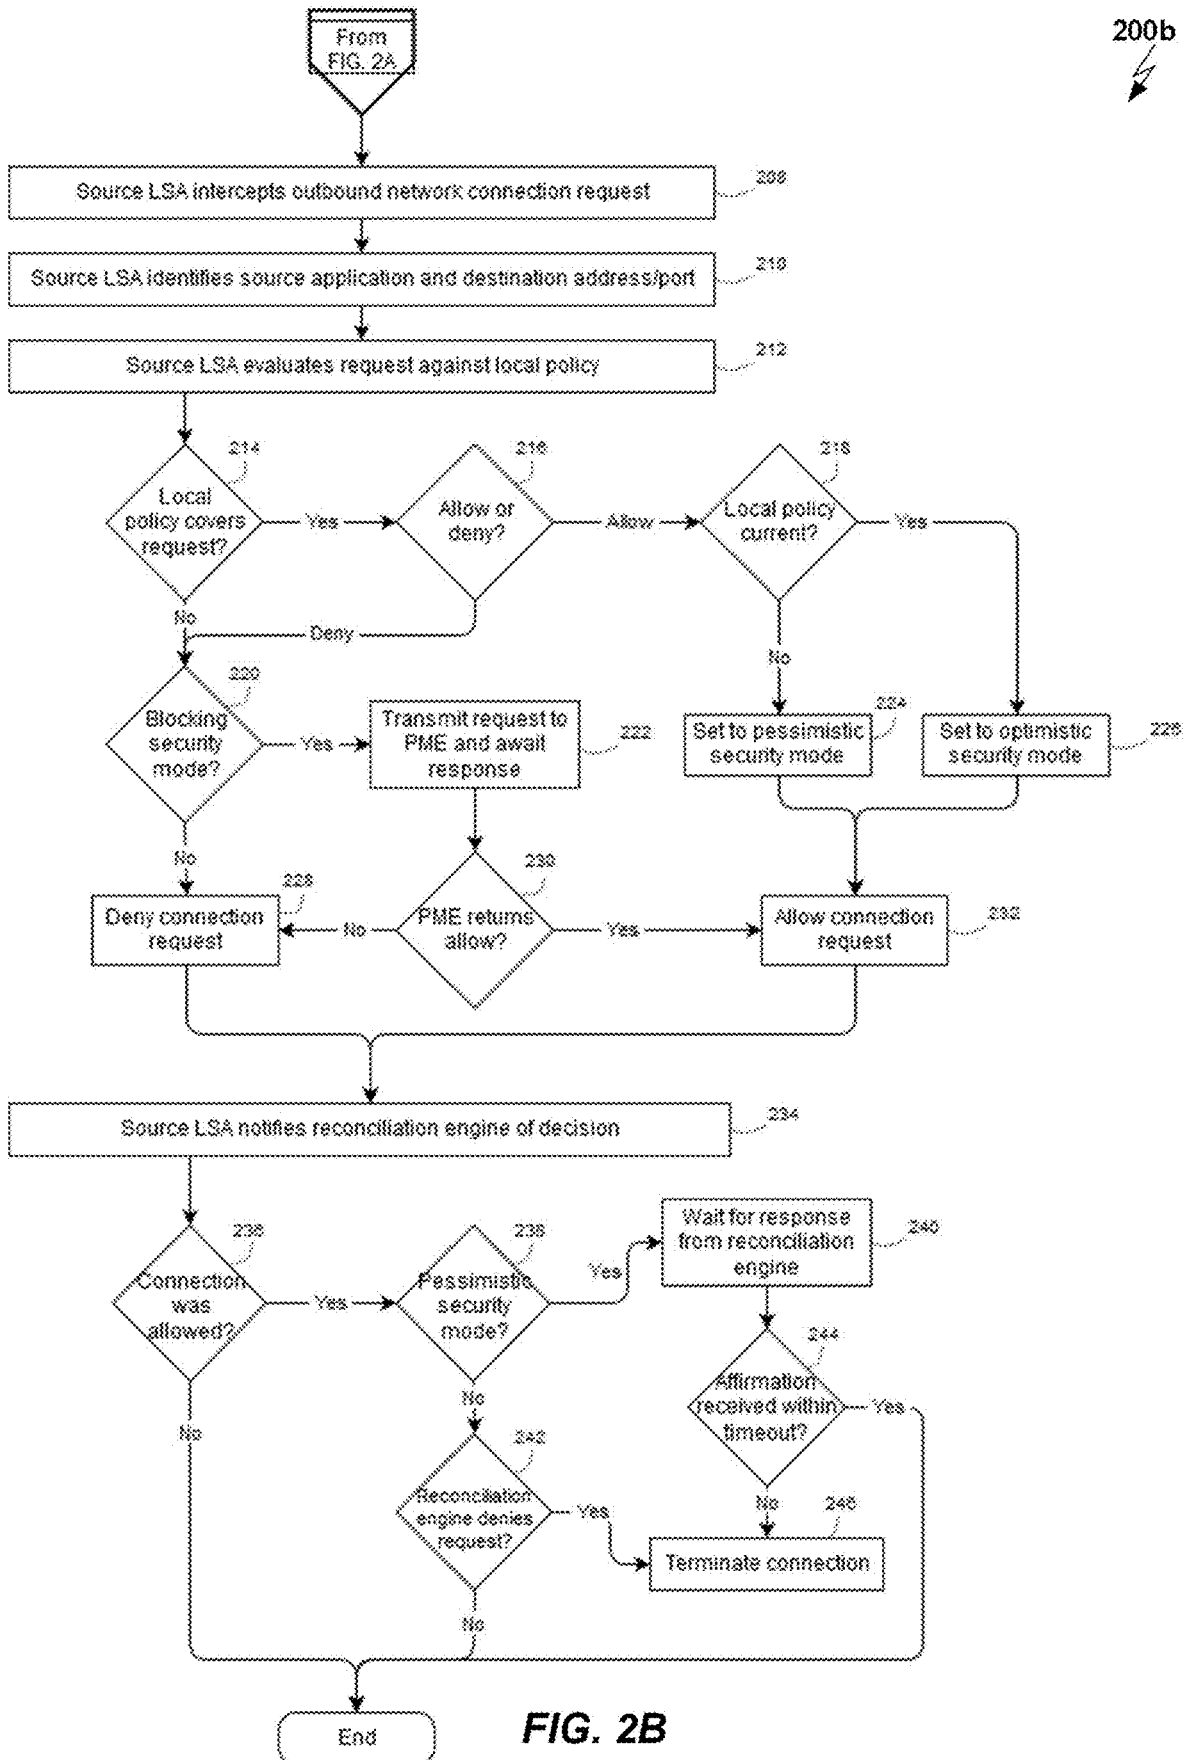 From
FIG. 2A
200b
Source LSA intercepts outbound network connection request
208
Source LSA identifies source application and destination address/port
210
Source LSA evaluates request against local policy
212
214
216
218
Local
policy covers
request?
Yes
Allow or
deny?
Allow
Local policy
current?
Yes
No
Deny
No
220
Blocking
security
mode?
Yes
Transmit request to
PME and await
response
222
224
Set to pessimistic
security mode
Set to optimistic
security mode
226
No
228
Deny connection
request
No
230
PME returns
allow?
Yes
Allow connection
request
232
Source LSA notifies reconciliation engine of decision
234
236
Connection
was
allowed?
Yes
238
Pessimistic
security
mode?
Yes
Wait for response
from reconciliation
engine
240
244
Affirmation
received within
timeout?
Yes
No
No
242
Reconciliation
engine denies
request?
Yes
No
246
Terminate connection
No
End
FIG. 2B